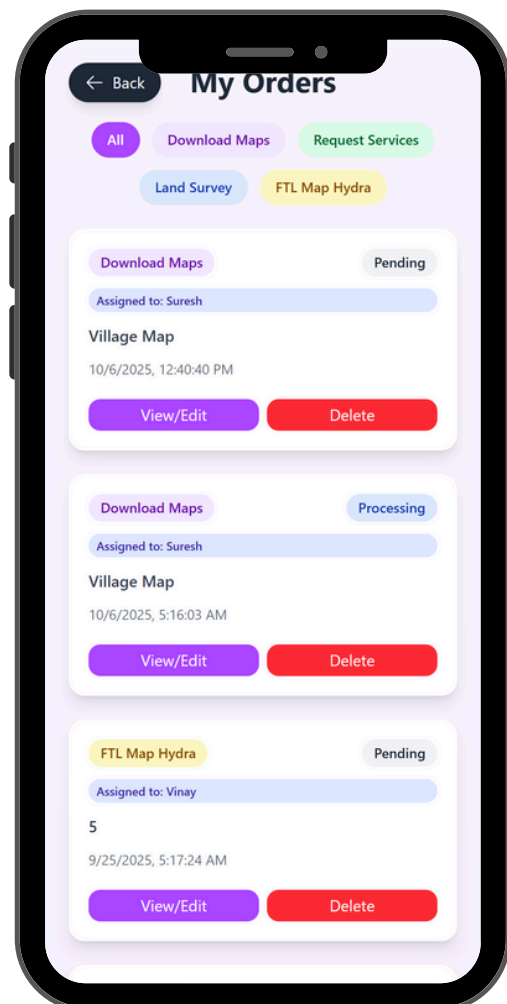 ← Back
My Orders
All
Download Maps
Request Services
Land Survey
FTL Map Hydra
Download Maps
Pending
Assigned to: Suresh
Village Map
10/6/2025, 12:40:40 PM
View/Edit
Delete
Download Maps
Processing
Assigned to: Suresh
Village Map
10/6/2025, 5:16:03 AM
View/Edit
Delete
FTL Map Hydra
Pending
Assigned to: Vinay
5
9/25/2025, 5:17:24 AM
View/Edit
Delete